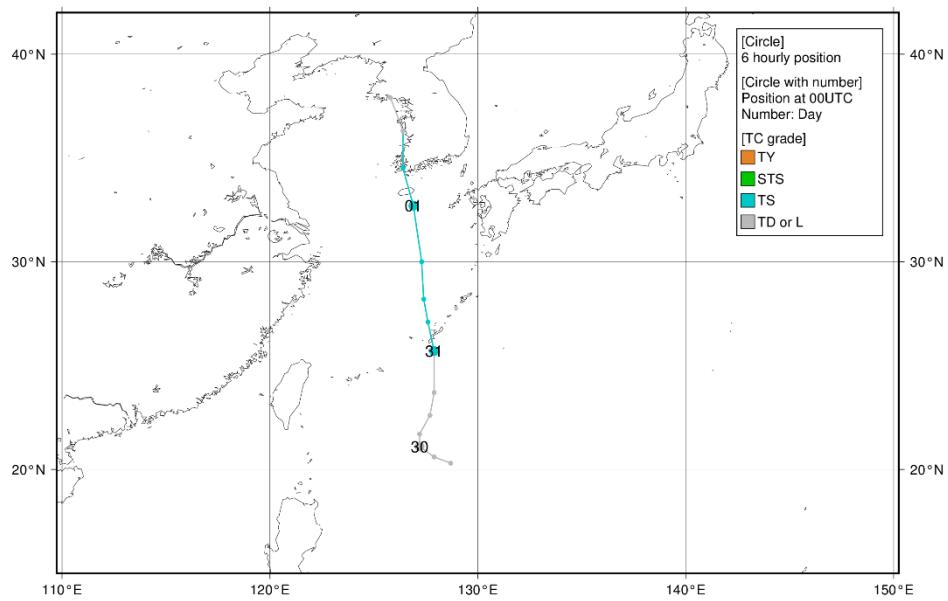 [Circle]
6 hourly position
[Circle with number]
Position at 00UTC
Number: Day
[TC grade]
TY
STS
TS
TD or L
40°N
40°N
01
30°N
30°N
31
30
20°N
20°N
110°E
120°E
130°E
140°E
150°E